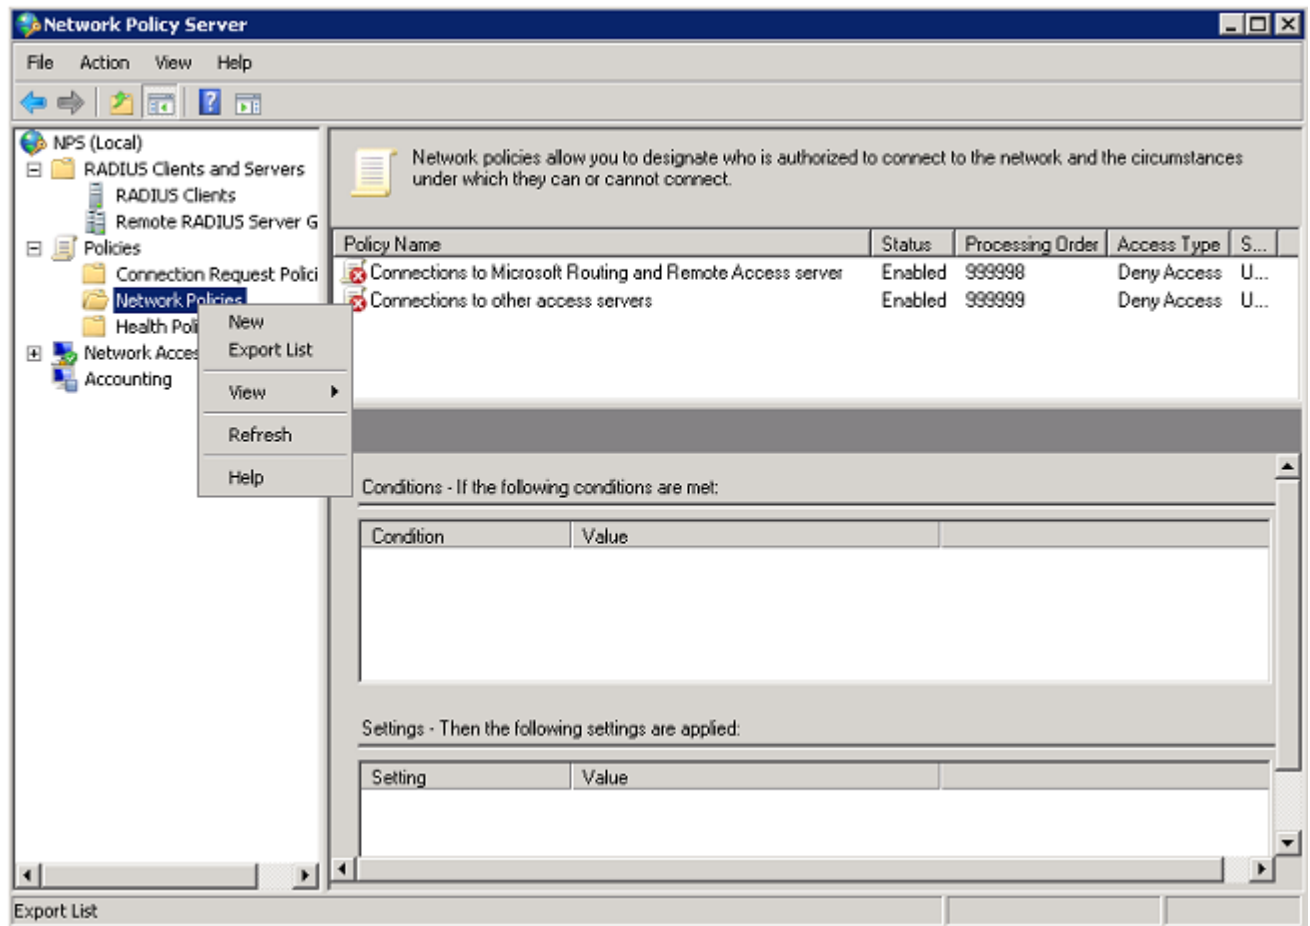 Network Policy Server
File Action View Help
NPS (Local)
RADIUS Clients and Servers
RADIUS Clients
Remote RADIUS Server G
Policies
Connection Request Polici
Network Policies
Health Poli
Network Acces
Accounting
New
Export List
View
Refresh
Help
Network policies allow you to designate who is authorized to connect to the network and the circumstances
under which they can or cannot connect.
Policy Name Status Processing Order Access Type S...
Connections to Microsoft Routing and Remote Access server Enabled 999998 Deny Access U...
Connections to other access servers Enabled 999999 Deny Access U...
Conditions - If the following conditions are met:
Condition Value
Settings - Then the following settings are applied:
Setting Value
Export List